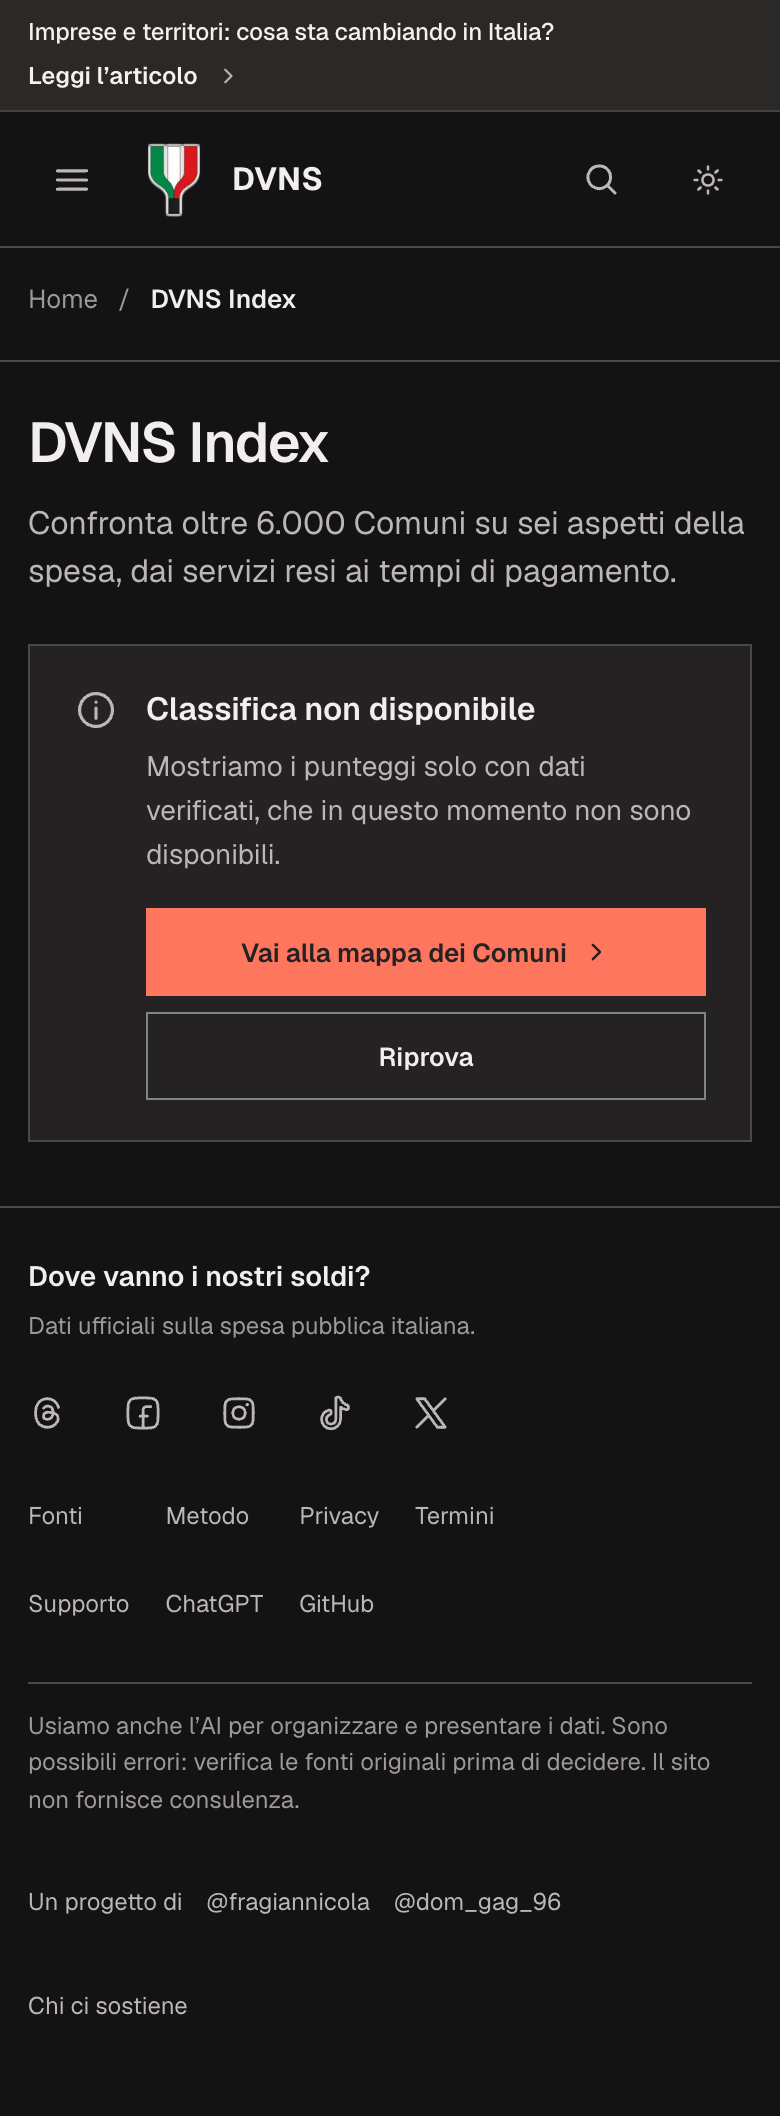 Imprese e territori: cosa sta cambiando in Italia?
Leggi l’articolo
DVNS
Home / DVNS Index
DVNS Index
Confronta oltre 6.000 Comuni su sei aspetti della
spesa, dai servizi resi ai tempi di pagamento.
Classifica non disponibile
Mostriamo i punteggi solo con dati
verificati, che in questo momento non sono
disponibili.
Vai alla mappa dei Comuni
Riprova
Dove vanno i nostri soldi?
Dati ufficiali sulla spesa pubblica italiana.
Fonti Metodo Privacy Termini
Supporto ChatGPT GitHub
Usiamo anche l’AI per organizzare e presentare i dati. Sono
possibili errori: verifica le fonti originali prima di decidere. Il sito
non fornisce consulenza.
Un progetto di @fragiannicola @dom_gag_96
Chi ci sostiene